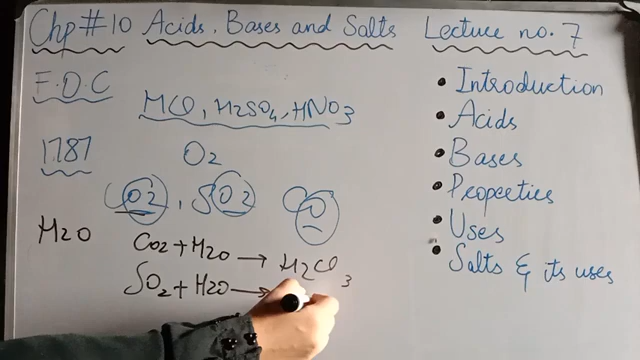 Chp #10 Acids, Bases and Salts Lecture no. 7
F.D.C
HCl, H2SO4, HNO3
1787
O2
CO2, SO2 CO
H2O
CO2 + H2O → H2CO3
SO2 + H2O →
• Introduction
• Acids
• Bases
• Properties
• Uses
• Salts & its uses